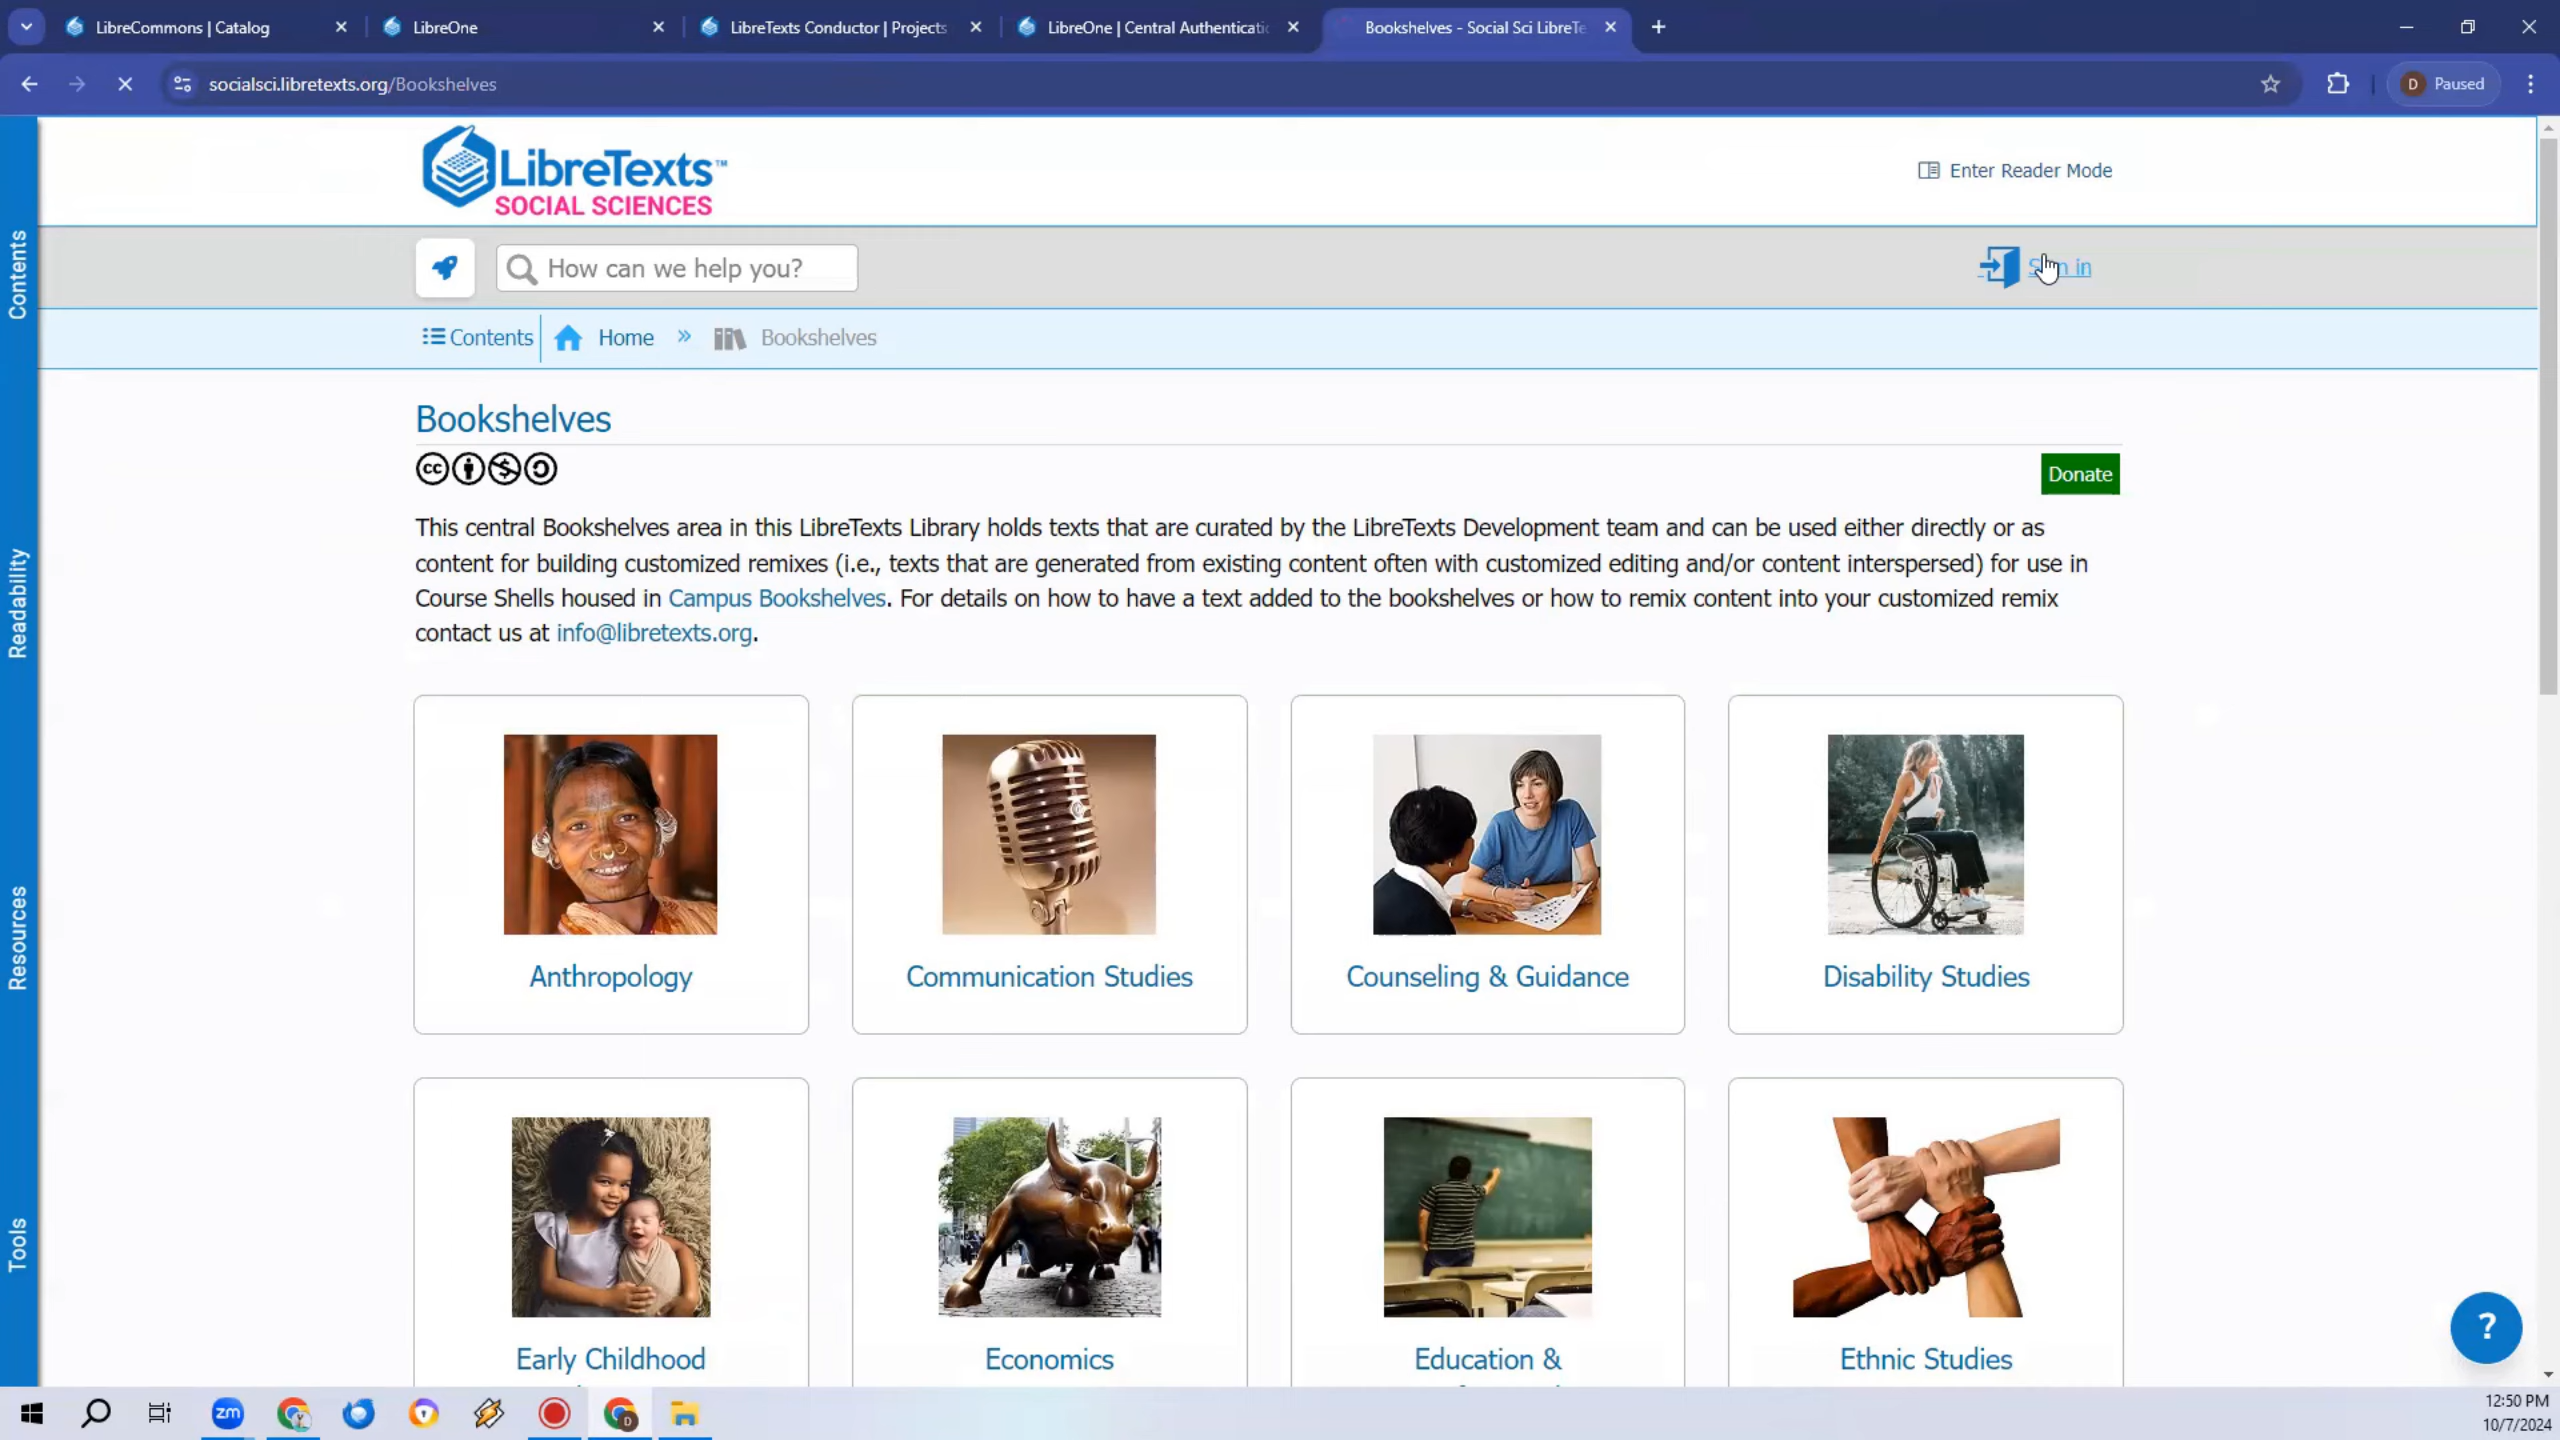 LibreCommons | Catalog
LibreOne
LibreTexts Conductor | Projects
LibreOne | Central Authenticati
Bookshelves - Social Sci LibreTe
socialsci.libretexts.org/Bookshelves
D Paused
LibreTexts™
SOCIAL SCIENCES
Enter Reader Mode
How can we help you?
Sign in
Contents
Home » Bookshelves
Bookshelves
cc
Donate
This central Bookshelves area in this LibreTexts Library holds texts that are curated by the LibreTexts Development team and can be used either directly or as
content for building customized remixes (i.e., texts that are generated from existing content often with customized editing and/or content interspersed) for use in
Course Shells housed in Campus Bookshelves. For details on how to have a text added to the bookshelves or how to remix content into your customized remix
contact us at info@libretexts.org.
Anthropology
Communication Studies
Counseling & Guidance
Disability Studies
Early Childhood
Economics
Education &
Ethnic Studies
Contents
Readability
Resources
Tools
?
zm
D
12:50 PM
10/7/2024